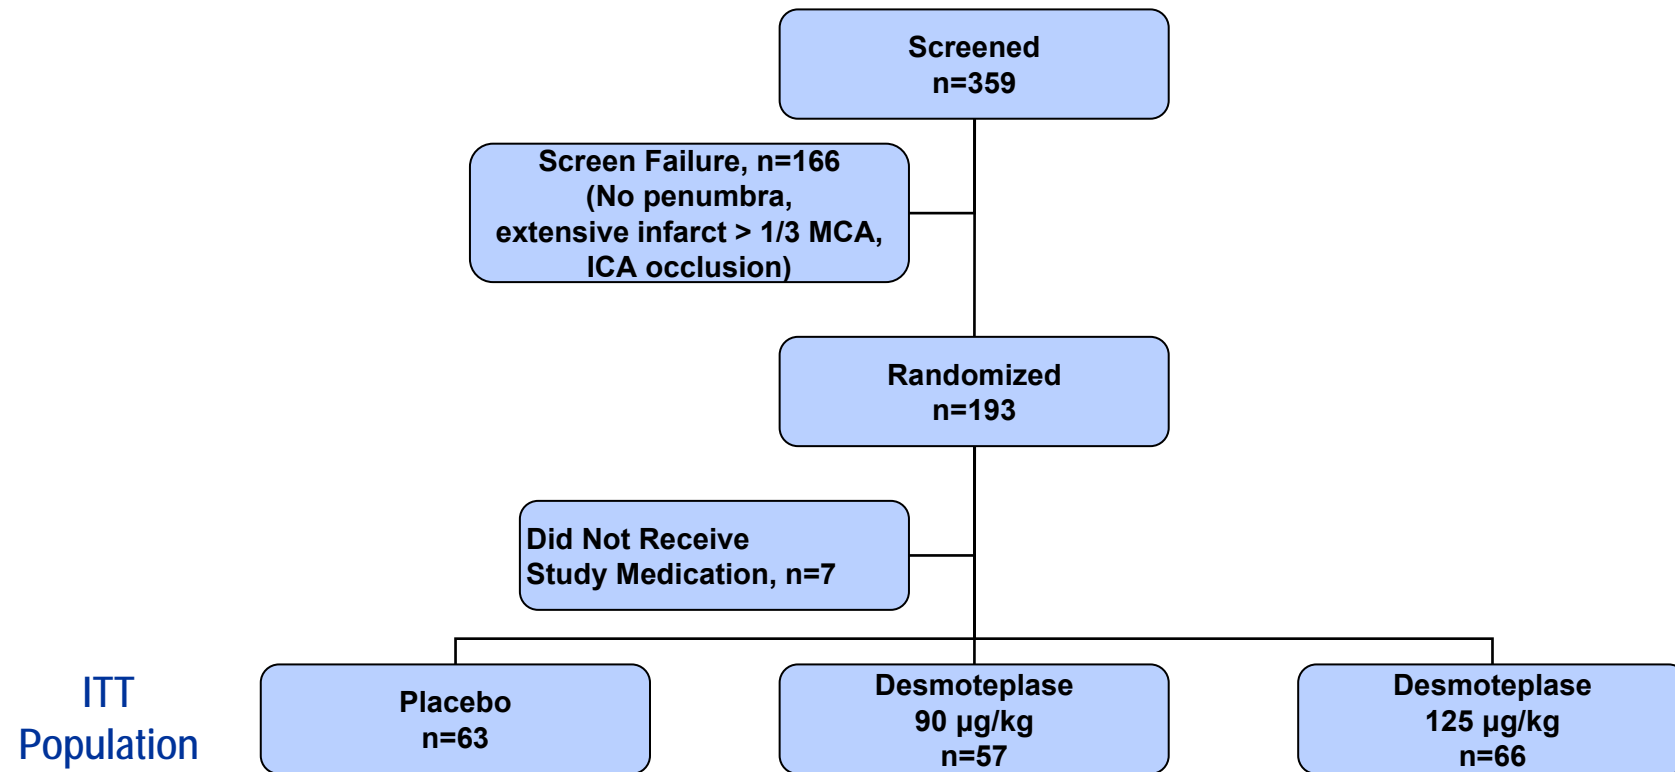 Screened
n=359
Screen Failure, n=166
(No penumbra,
extensive infarct > 1/3 MCA,
ICA occlusion)
Randomized
n=193
Did Not Receive
Study Medication, n=7
ITT
Population
Placebo
n=63
Desmoteplase
90 µg/kg
n=57
Desmoteplase
125 µg/kg
n=66